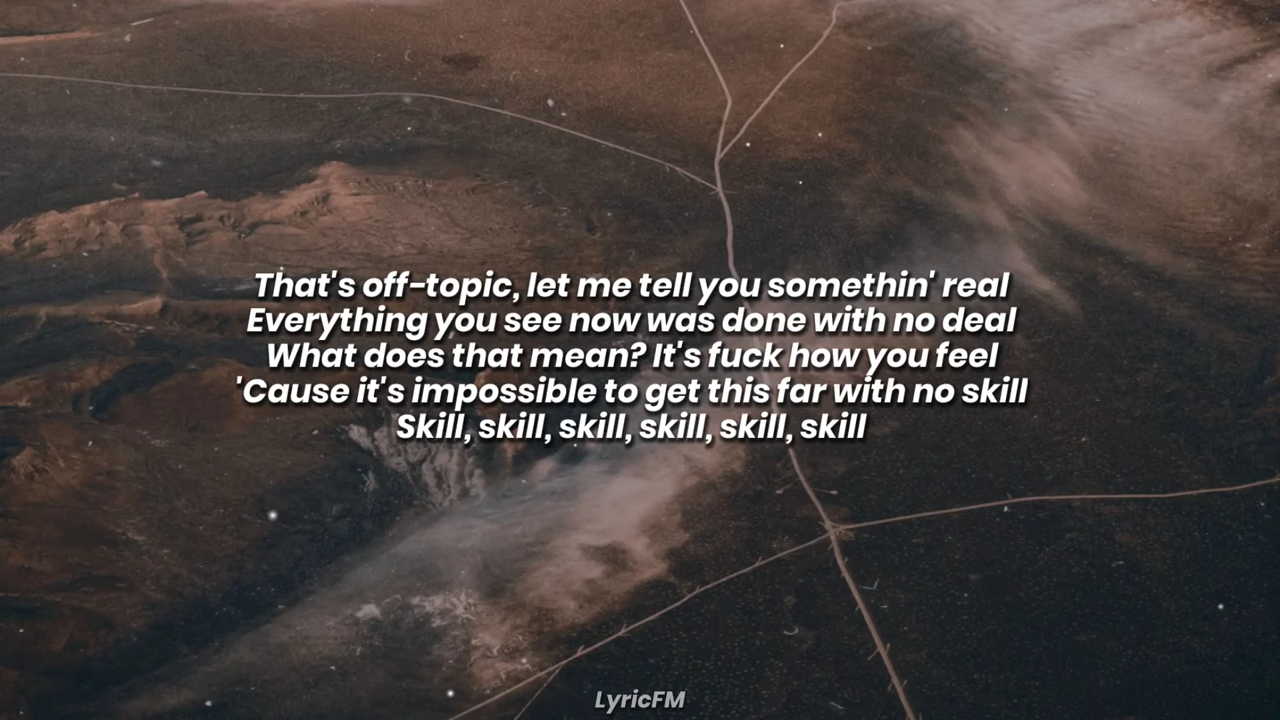 That's off-topic, let me tell you somethin' real
Everything you see now was done with no deal
What does that mean? It's fuck how you feel
'Cause it's impossible to get this far with no skill
Skill, skill, skill, skill, skill, skill
LyricFM